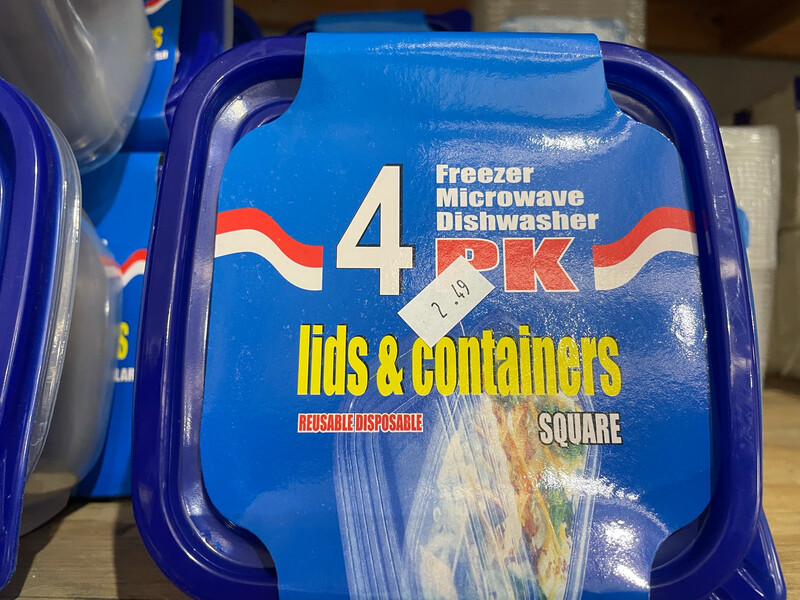 4
Freezer
Microwave
Dishwasher
PK
2.49
lids & containers
REUSABLE DISPOSABLE
SQUARE